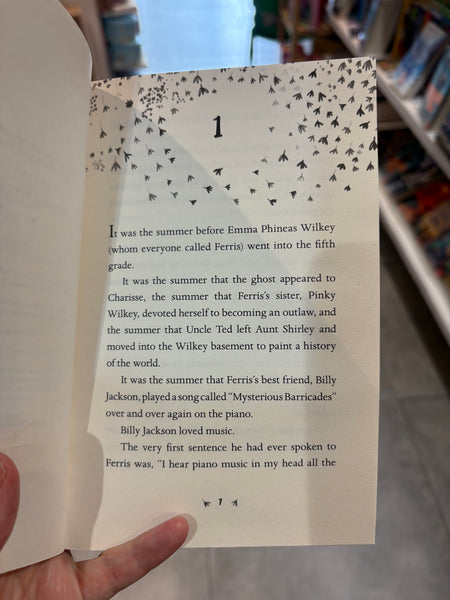 1
It was the summer before Emma Phineas Wilkey
(whom everyone called Ferris) went into the fifth
grade.
It was the summer that the ghost appeared to
Charisse, the summer that Ferris's sister, Pinky
Wilkey, devoted herself to becoming an outlaw, and
the summer that Uncle Ted left Aunt Shirley and
moved into the Wilkey basement to paint a history
of the world.
It was the summer that Ferris's best friend, Billy
Jackson, played a song called "Mysterious Barricades"
over and over again on the piano.
Billy Jackson loved music.
The very first sentence he had ever spoken to
Ferris was, "I hear piano music in my head all the
1